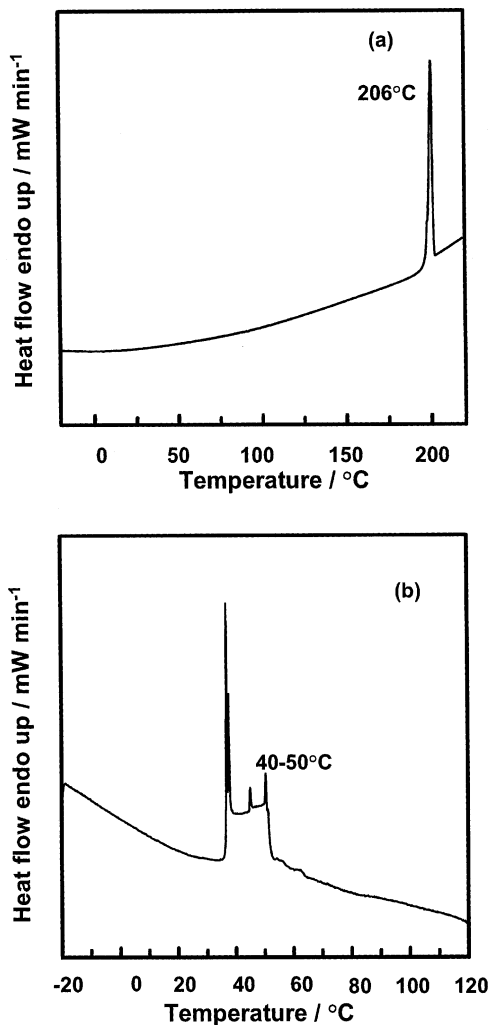 (a)
206°C
Heat flow endo up / mW min⁻¹
0 50 100 150 200
Temperature / °C
(b)
40-50°C
Heat flow endo up / mW min⁻¹
-20 0 20 40 60 80 100 120
Temperature / °C